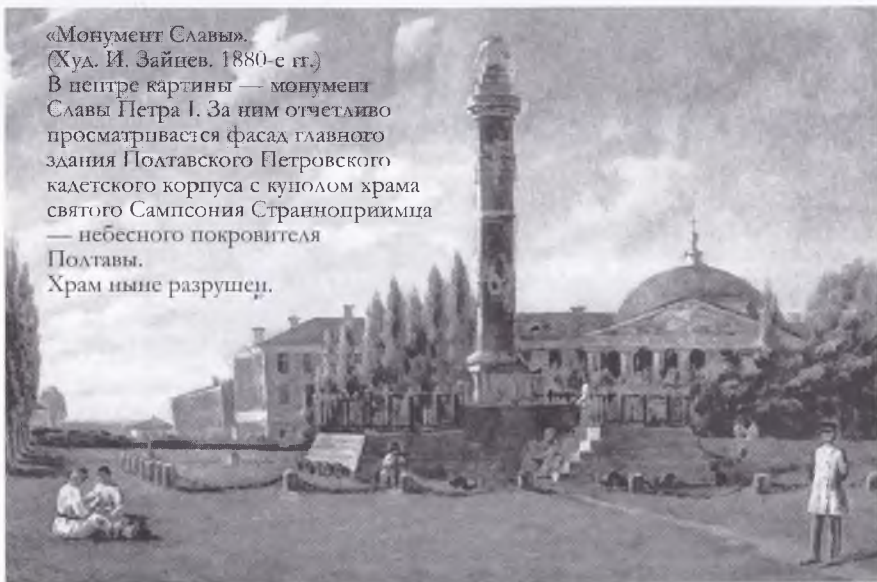 «Монумент Славы».
(Худ. И. Зайцев. 1880-е гг.)
В центре картины — монумент
Славы Петра I. За ним отчетливо
просматривается фасад главного
здания Полтавского Петровского
кадетского корпуса с куполом храма
святого Сампсония Странноприимца
— небесного покровителя
Полтавы.
Храм ныне разрушен.